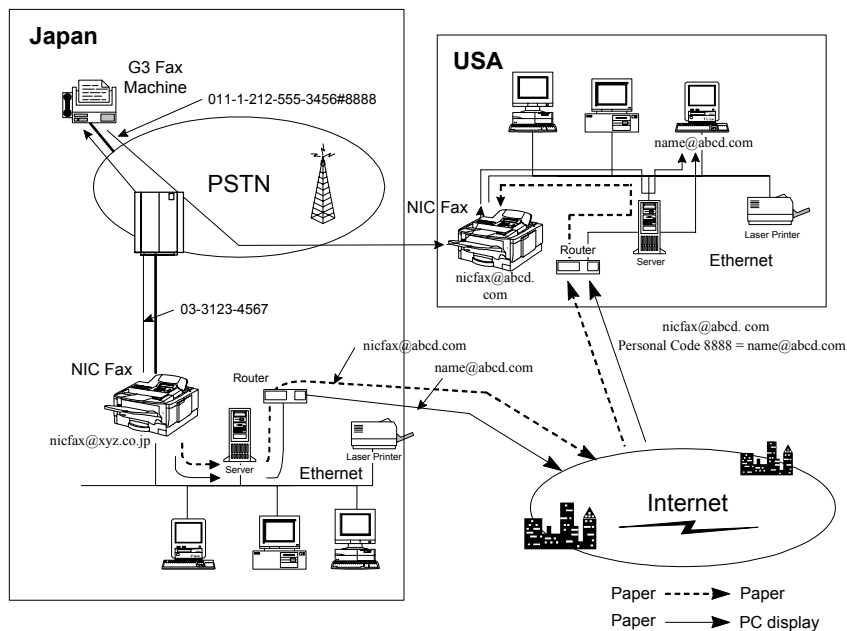 Japan
G3 Fax
Machine
011-1-212-555-3456#8888
PSTN
03-3123-4567
NIC Fax
nicfax@xyz.co.jp
Router
Server
Ethernet
Laser Printer
nicfax@abcd.com
name@abcd.com
USA
name@abcd.com
NIC Fax
nicfax@abcd.
com
Router
Server
Ethernet
Laser Printer
nicfax@abcd. com
Personal Code 8888 = name@abcd.com
Internet
Paper Paper
Paper PC display